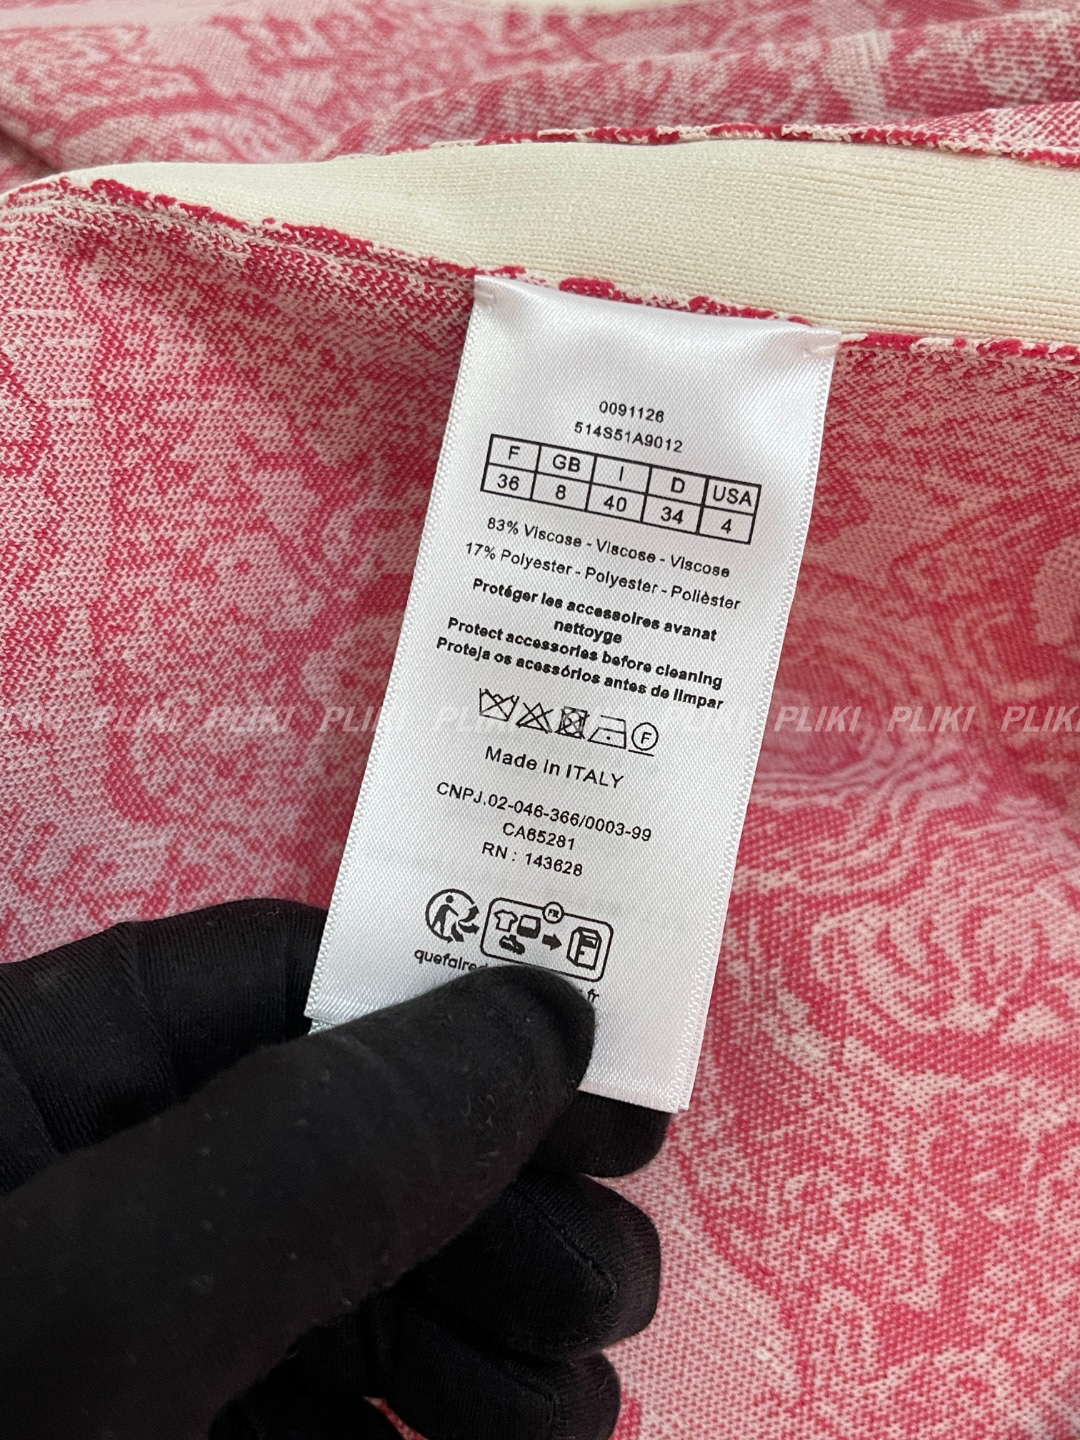 0091126
514S51A9012
F GB I D USA
36 8 40 34 4
83% Viscose - Viscose - Viscose
17% Polyester - Polyester - Polièster
Protéger les accessoires avanat
nettoyge
Protect accessories before cleaning
Proteja os acessórios antes de limpar
PLIKI PLIKI PLIKI PLIKI PLIKI PLIKI
F
Made In ITALY
CNPJ.02-046-366/0003-99
CA65281
RN : 143628
FR